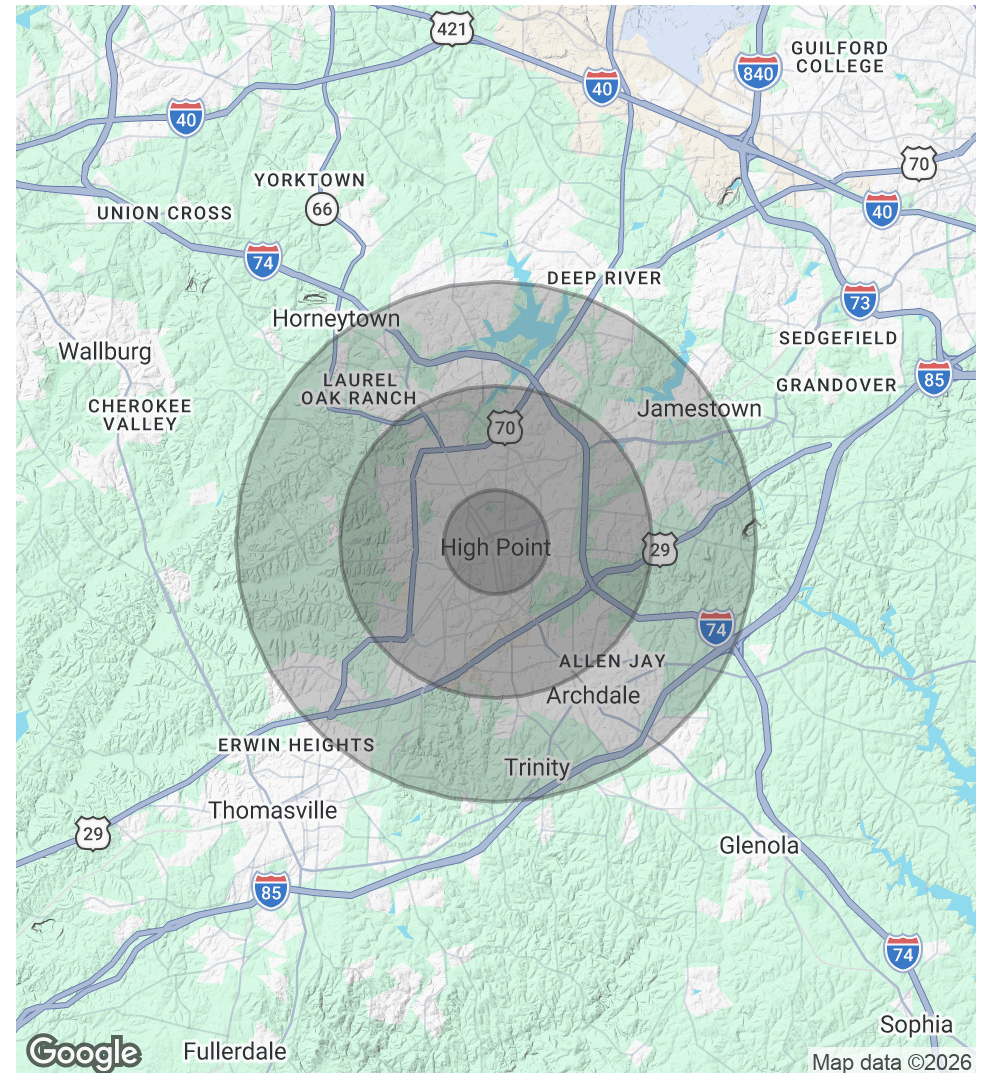 421
GUILFORD
COLLEGE
840
40
40
70
YORKTOWN
66
40
UNION CROSS
74
DEEP RIVER
73
Horneytown
SEDGEFIELD
Wallburg
LAUREL
OAK RANCH
GRANDOVER
85
CHEROKEE
VALLEY
Jamestown
70
High Point
29
74
ALLEN JAY
Archdale
ERWIN HEIGHTS
Trinity
Thomasville
29
Glenola
85
74
Sophia
Fullerdale
Google
Map data ©2026